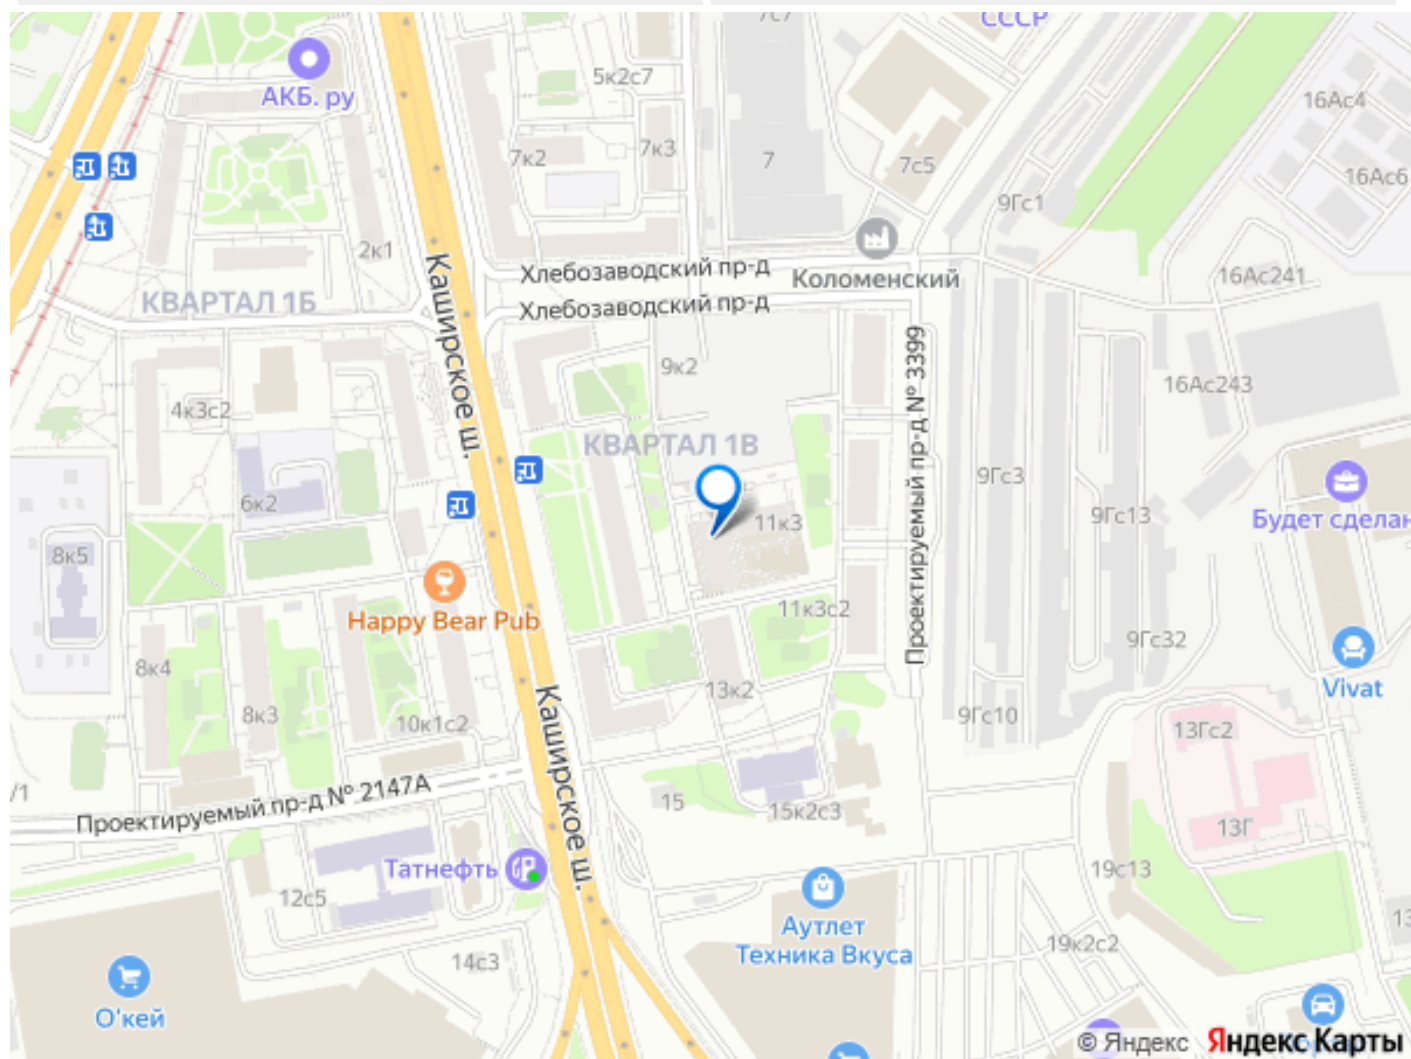 7с7
СССР
АКБ. ру
5к2с7
16Ас4
7к2
7к3
7
7с5
16Ас6
9Гс1
2к1
Каширское ш.
Хлебозаводский пр-д
Коломенский
16Ас241
КВАРТАЛ 1Б
Хлебозаводский пр-д
Проектируемый пр-д № 3399
9к2
16Ас243
4к3с2
КВАРТАЛ 1В
9Гс3
6к2
9Гс13
11к3
Будет сделан
8к5
Happy Bear Pub
11к3с2
9Гс32
8к4
13к2
Vivat
8к3
10к1с2
9Гс10
13Гс2
Каширское ш.
/1
Проектируемый пр-д № 2147А
15
15к2с3
13Г
Татнефть
19с13
12с5
Аутлет
Техника Вкуса
13
19к2с2
14с3
О'кей
© Яндекс
Яндекс Карты